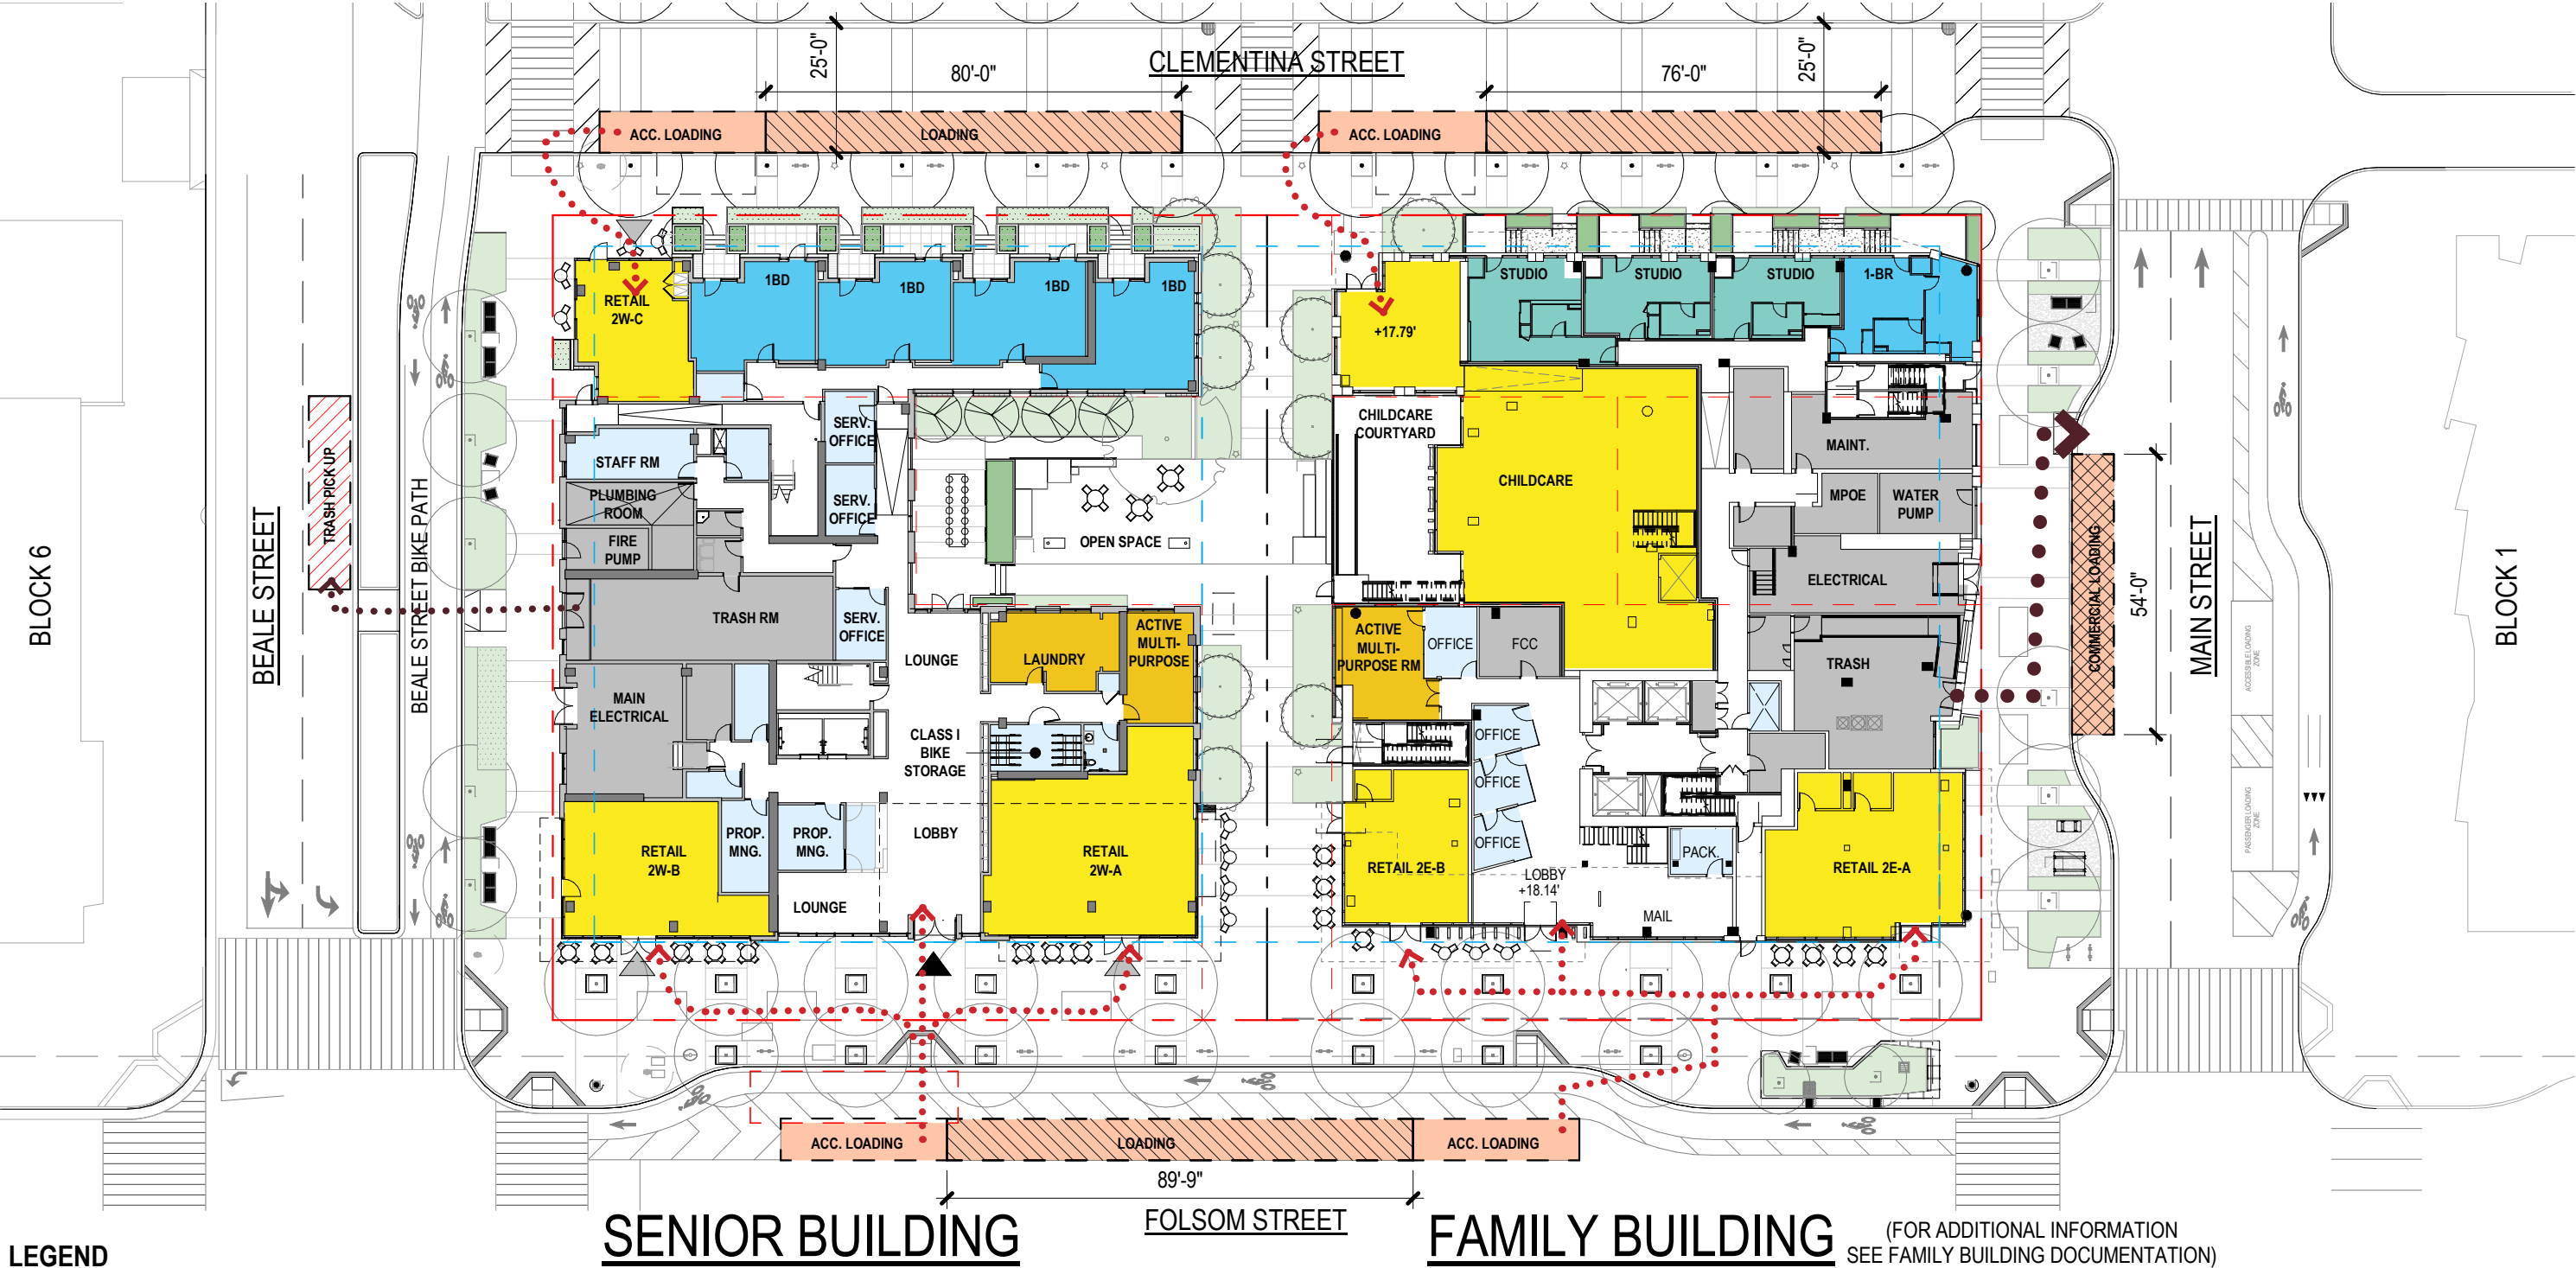 CLEMENTINA STREET
25'-0"
80'-0"
76'-0"
25'-0"
ACC. LOADING
LOADING
ACC. LOADING
RETAIL
2W-C
1BD
1BD
1BD
1BD
+17.79'
STUDIO
STUDIO
STUDIO
1-BR
SERV.
OFFICE
SERV.
OFFICE
STAFF RM
PLUMBING
ROOM
FIRE
PUMP
TRASH RM
SERV.
OFFICE
MAIN
ELECTRICAL
LOUNGE
LAUNDRY
ACTIVE
MULTI-
PURPOSE
CLASS I
BIKE
STORAGE
LOBBY
RETAIL
2W-B
PROP.
MNG.
PROP.
MNG.
LOUNGE
RETAIL
2W-A
OPEN SPACE
CHILDCARE
COURTYARD
CHILDCARE
MAINT.
MPOE
WATER
PUMP
ELECTRICAL
TRASH
ACTIVE
MULTI-
PURPOSE RM
OFFICE
FCC
OFFICE
OFFICE
OFFICE
RETAIL 2E-B
LOBBY
+18.14'
PACK.
MAIL
RETAIL 2E-A
BLOCK 6
BEALE STREET
TRASH PICK UP
BEALE STREET BIKE PATH
COMMERCIAL LOADING
54'-0"
MAIN STREET
ACCESSIBLE LOADING
ZONE
PASSENGER LOADING
ZONE
BLOCK 1
ACC. LOADING
LOADING
ACC. LOADING
89'-9"
FOLSOM STREET
SENIOR BUILDING
FAMILY BUILDING
(FOR ADDITIONAL INFORMATION
SEE FAMILY BUILDING DOCUMENTATION)
LEGEND